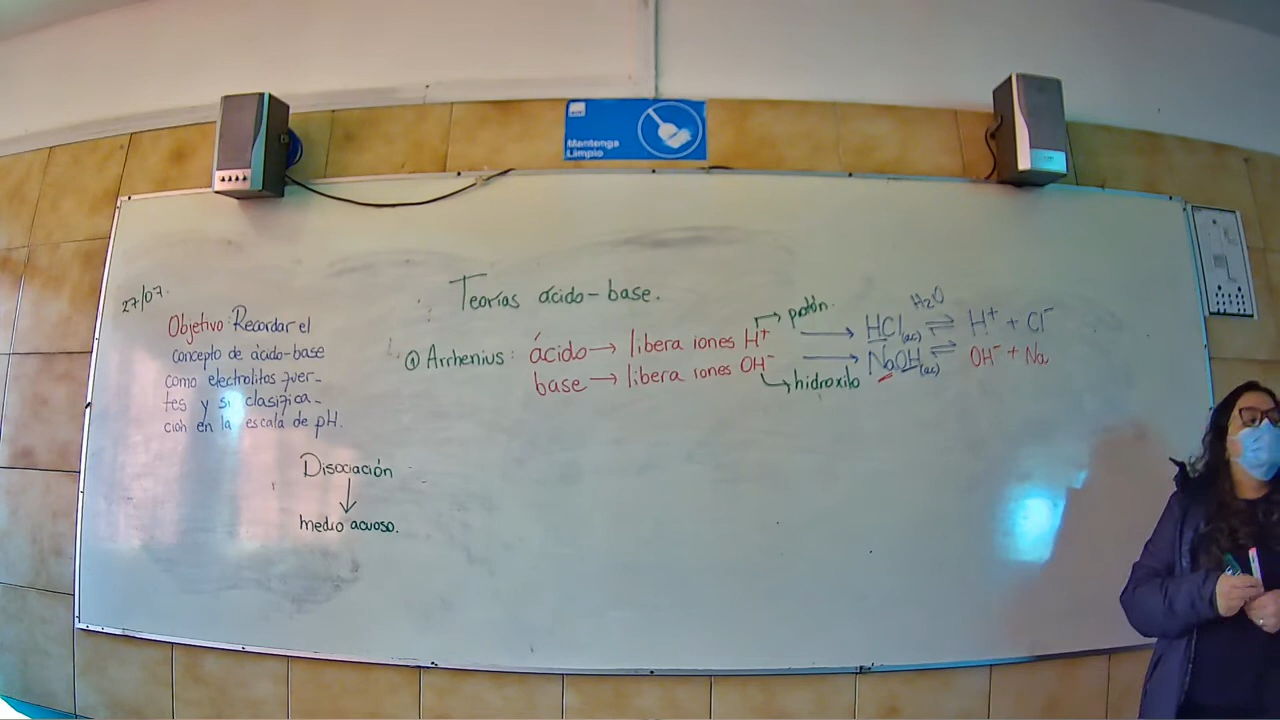 Mantenga
Limpio
27/07.
Objetivo: Recordar el
concepto de ácido-base
como electrolitos fuer-
tes y su clasifica-
ción en la escala de pH.
Disociación
↓
medio acuoso.
Teorías ácido-base.
① Arrhenius: ácido → libera iones H⁺ → HCl(ac) ⇌ H⁺ + Cl⁻
base → libera iones OH⁻ → NaOH(ac) ⇌ OH⁻ + Na
→ protón.
H₂O
→ hidroxilo